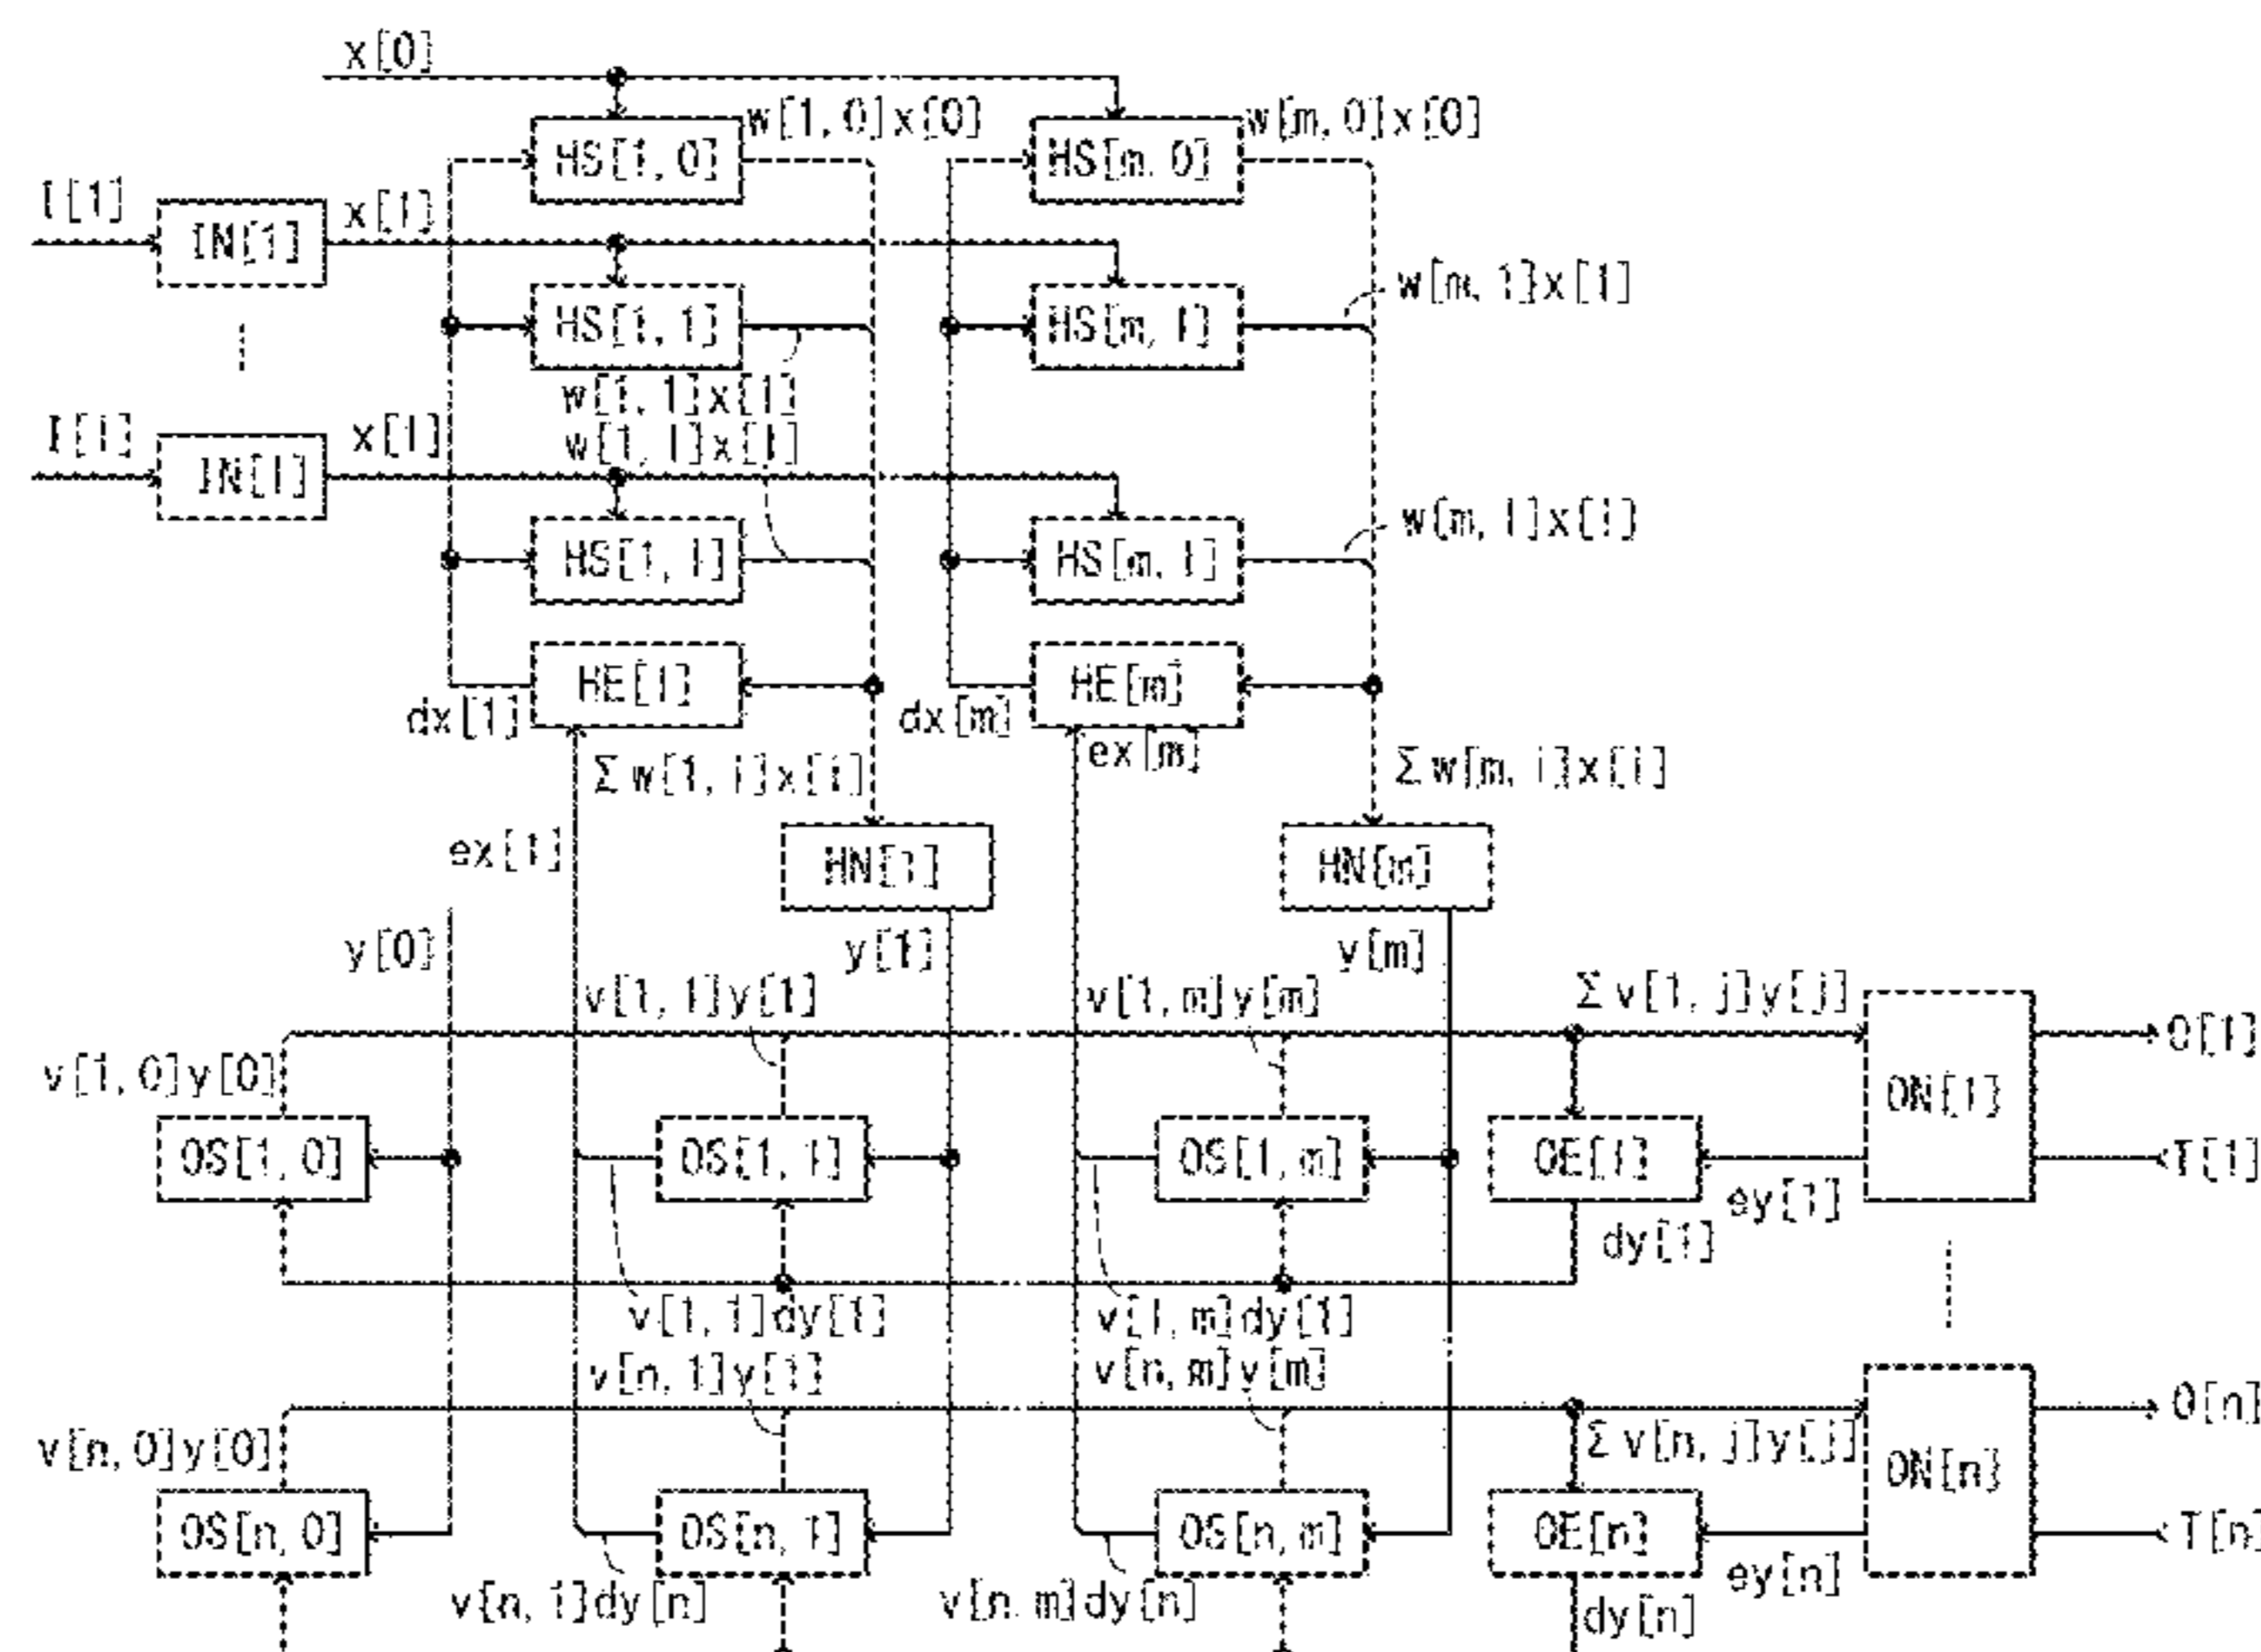 x[0]
w[1,0]x[0]
w[m,0]x[0]
HS[1,0]
HS[m,0]
I[1]
IN[1]
x[1]
HS[1,1]
HS[m,1]
w[m,1]x[1]
w[1,1]x[1]
I[l]
IN[l]
x[l]
w[1,l]x[l]
HS[1,l]
HS[m,l]
w[m,l]x[l]
HE[1]
HE[m]
dx[1]
dx[m]
ex[m]
Σw[1,i]x[i]
Σw[m,i]x[i]
ex[1]
HN[1]
HN[m]
y[0]
y[1]
y[m]
v[1,1]y[1]
v[1,m]y[m]
Σv[1,j]y[j]
O[1]
v[1,0]y[0]
ON[1]
OS[1,0]
OS[1,1]
OS[1,m]
OE[1]
T[1]
ey[1]
dy[1]
v[1,1]dy[1]
v[1,m]dy[1]
v[n,1]y[1]
v[n,m]y[m]
O[n]
v[n,0]y[0]
Σv[n,j]y[j]
ON[n]
OS[n,0]
OS[n,1]
OS[n,m]
OE[n]
T[n]
ey[n]
v[n,1]dy[n]
v[n,m]dy[n]
dy[n]